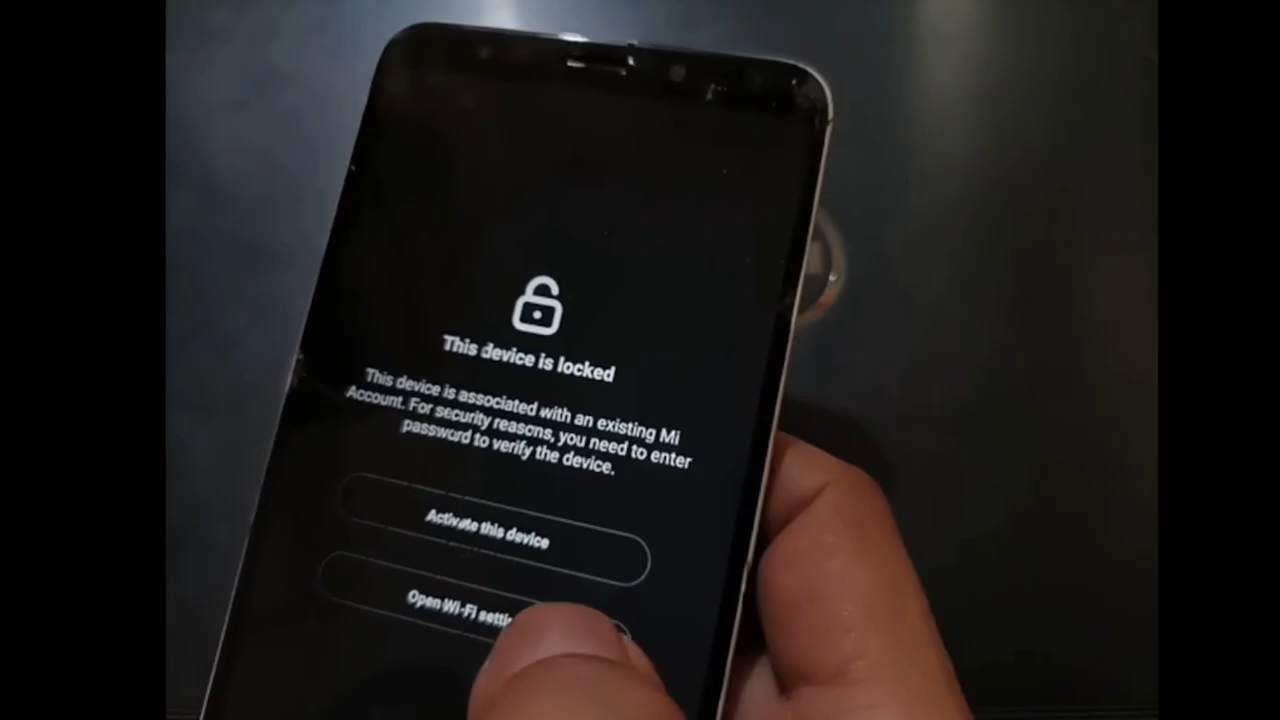 This device is locked
This device is associated with an existing Mi
Account. For security reasons, you need to enter
password to verify the device.
Activate this device
Open Wi-Fi